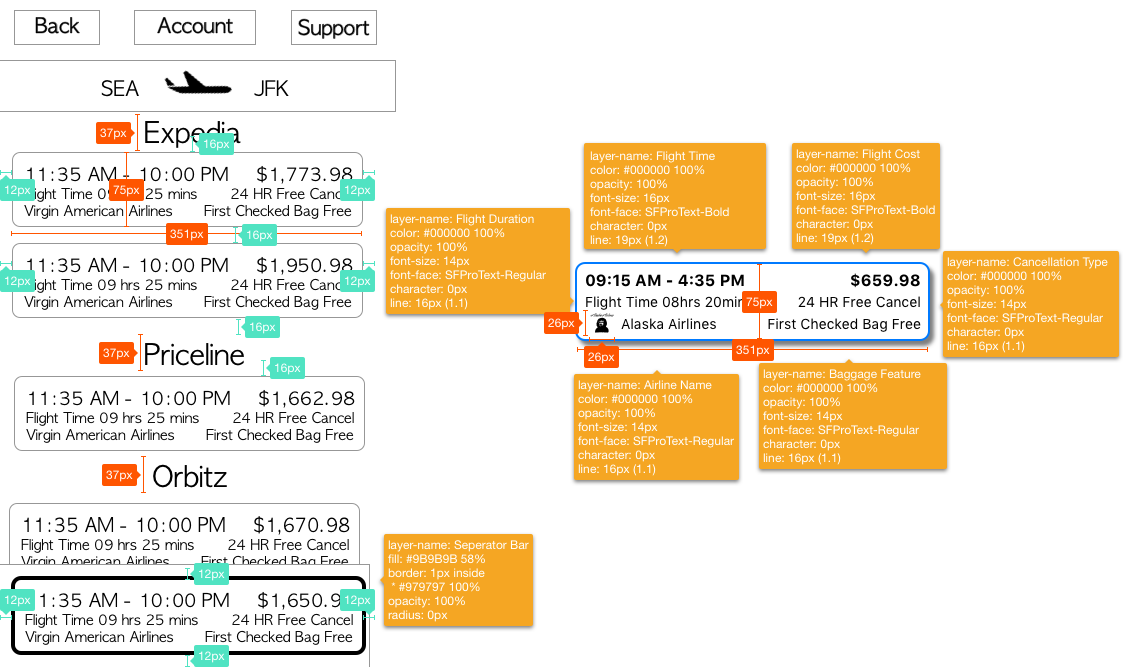 Back
Account
Support
SEA
JFK
37px
Expedia
16px
11:35 AM - 10:00 PM
$1,773.98
12px
75px
12px
Flight Time 09 25 mins
24 HR Free Cancel
Virgin American Airlines
First Checked Bag Free
351px
16px
11:35 AM - 10:00 PM
$1,950.98
12px
12px
Flight Time 09 hrs 25 mins
24 HR Free Cancel
Virgin American Airlines
First Checked Bag Free
16px
37px
Priceline
16px
11:35 AM - 10:00 PM
$1,662.98
Flight Time 09 hrs 25 mins
24 HR Free Cancel
Virgin American Airlines
First Checked Bag Free
37px
Orbitz
11:35 AM - 10:00 PM
$1,670.98
Flight Time 09 hrs 25 mins
24 HR Free Cancel
Virgin American Airlines
First Checked Bag Free
12px
12px
1:35 AM - 10:00 PM
$1,650.9
12px
Flight Time 09 hrs 25 mins
24 HR Free Cancel
Virgin American Airlines
First Checked Bag Free
12px
layer-name: Flight Duration
color: #000000 100%
opacity: 100%
font-size: 14px
font-face: SFProText-Regular
character: 0px
line: 16px (1.1)
layer-name: Flight Time
color: #000000 100%
opacity: 100%
font-size: 16px
font-face: SFProText-Bold
character: 0px
line: 19px (1.2)
layer-name: Flight Cost
color: #000000 100%
opacity: 100%
font-size: 16px
font-face: SFProText-Bold
character: 0px
line: 19px (1.2)
09:15 AM - 4:35 PM
$659.98
Flight Time 08hrs 20min
75px
24 HR Free Cancel
26px
Alaska Airlines
First Checked Bag Free
26px
351px
layer-name: Cancellation Type
color: #000000 100%
opacity: 100%
font-size: 14px
font-face: SFProText-Regular
character: 0px
line: 16px (1.1)
layer-name: Airline Name
color: #000000 100%
opacity: 100%
font-size: 14px
font-face: SFProText-Regular
character: 0px
line: 16px (1.1)
layer-name: Baggage Feature
color: #000000 100%
opacity: 100%
font-size: 14px
font-face: SFProText-Regular
character: 0px
line: 16px (1.1)
layer-name: Seperator Bar
fill: #9B9B9B 58%
border: 1px inside
* #979797 100%
opacity: 100%
radius: 0px